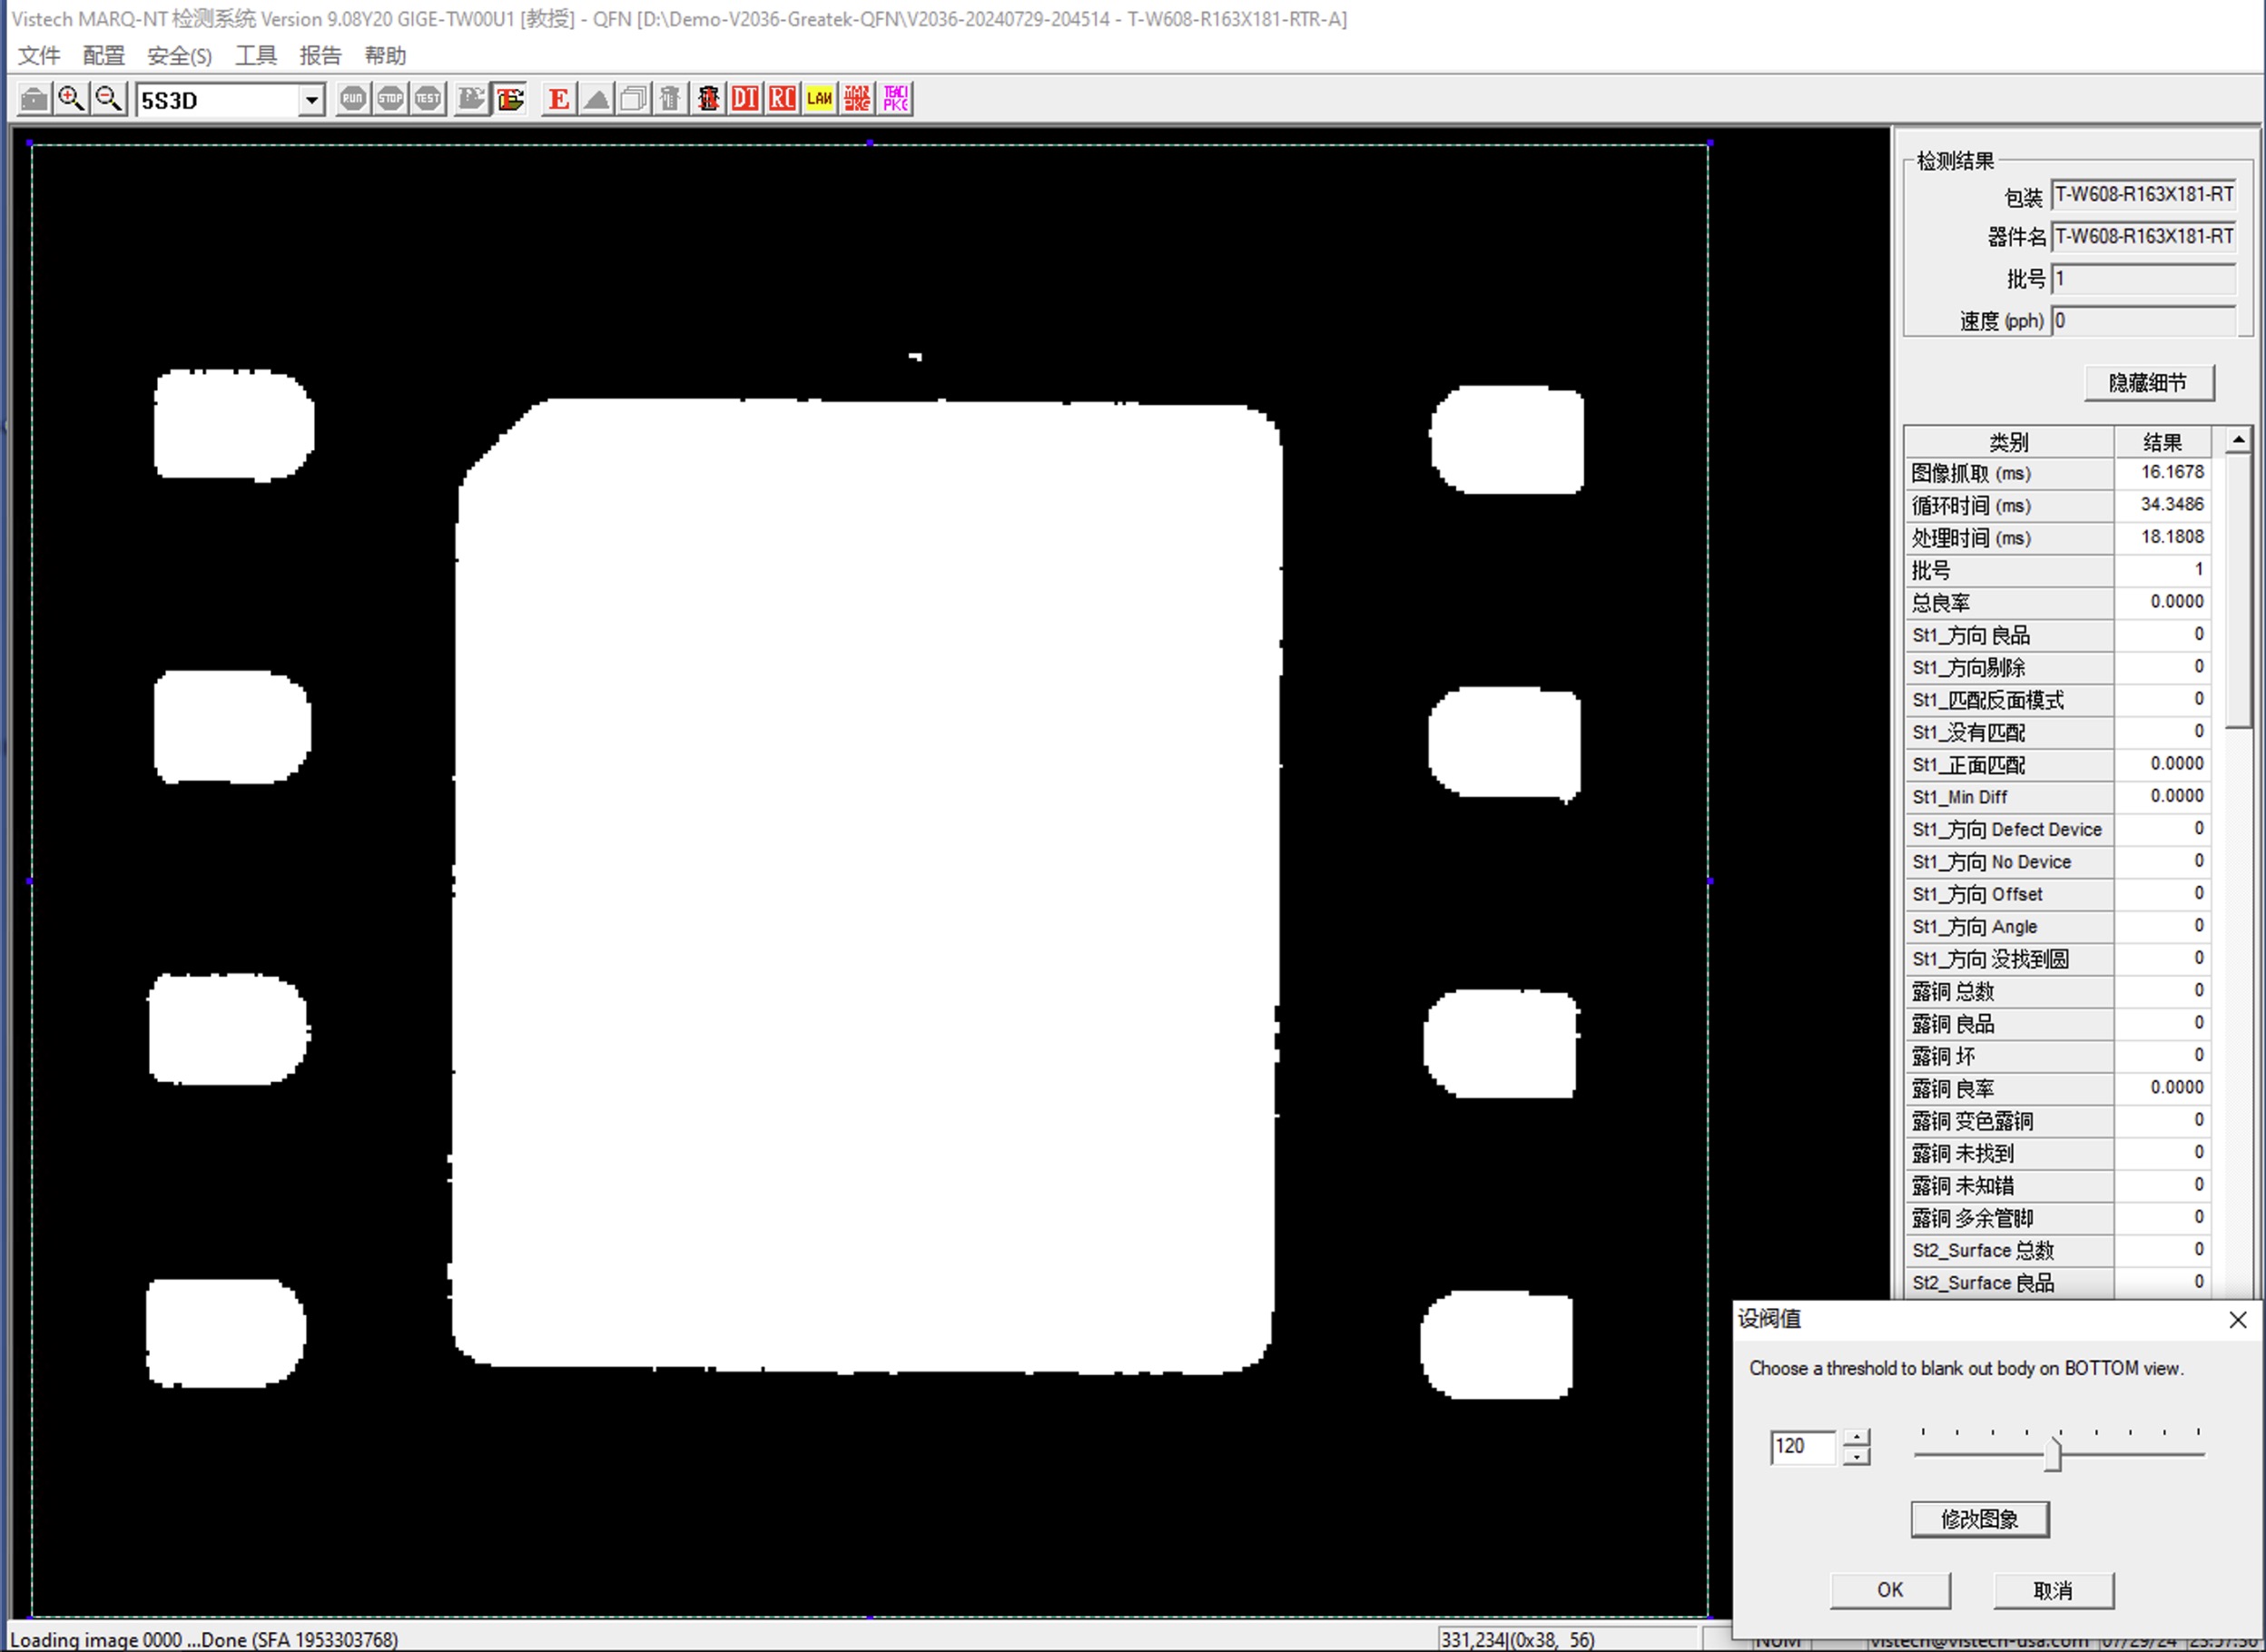 Vistech MARQ-NT 检测系统 Version 9.08Y20 GIGE-TW00U1 [教授] - QFN [D:\Demo-V2036-Greatek-QFN\V2036-20240729-204514 - T-W608-R163X181-RTR-A]
文件 配置 安全(S) 工具 报告 帮助
5S3D RUN STOP TEST E DT RC LAN TEACH PKG
检测结果
包装 T-W608-R163X181-RT
器件名 T-W608-R163X181-RT
批号 1
速度 (pph) 0
隐藏细节
类别 结果
图像抓取 (ms) 16.1678
循环时间 (ms) 34.3486
处理时间 (ms) 18.1808
批号 1
总良率 0.0000
St1_方向 良品 0
St1_方向剔除 0
St1_匹配反面模式 0
St1_没有匹配 0
St1_正面匹配 0.0000
St1_Min Diff 0.0000
St1_方向 Defect Device 0
St1_方向 No Device 0
St1_方向 Offset 0
St1_方向 Angle 0
St1_方向 没找到圆 0
露铜 总数 0
露铜 良品 0
露铜 坏 0
露铜 良率 0.0000
露铜 变色露铜 0
露铜 未找到 0
露铜 未知错 0
露铜 多余管脚 0
St2_Surface 总数 0
St2_Surface 良品 0
设阀值
Choose a threshold to blank out body on BOTTOM view.
120
修改图象
OK 取消
Loading image 0000 ...Done (SFA 1953303768) 331,234|(0x38, 56) NUM vistech@vistech-usa.com 07/29/24